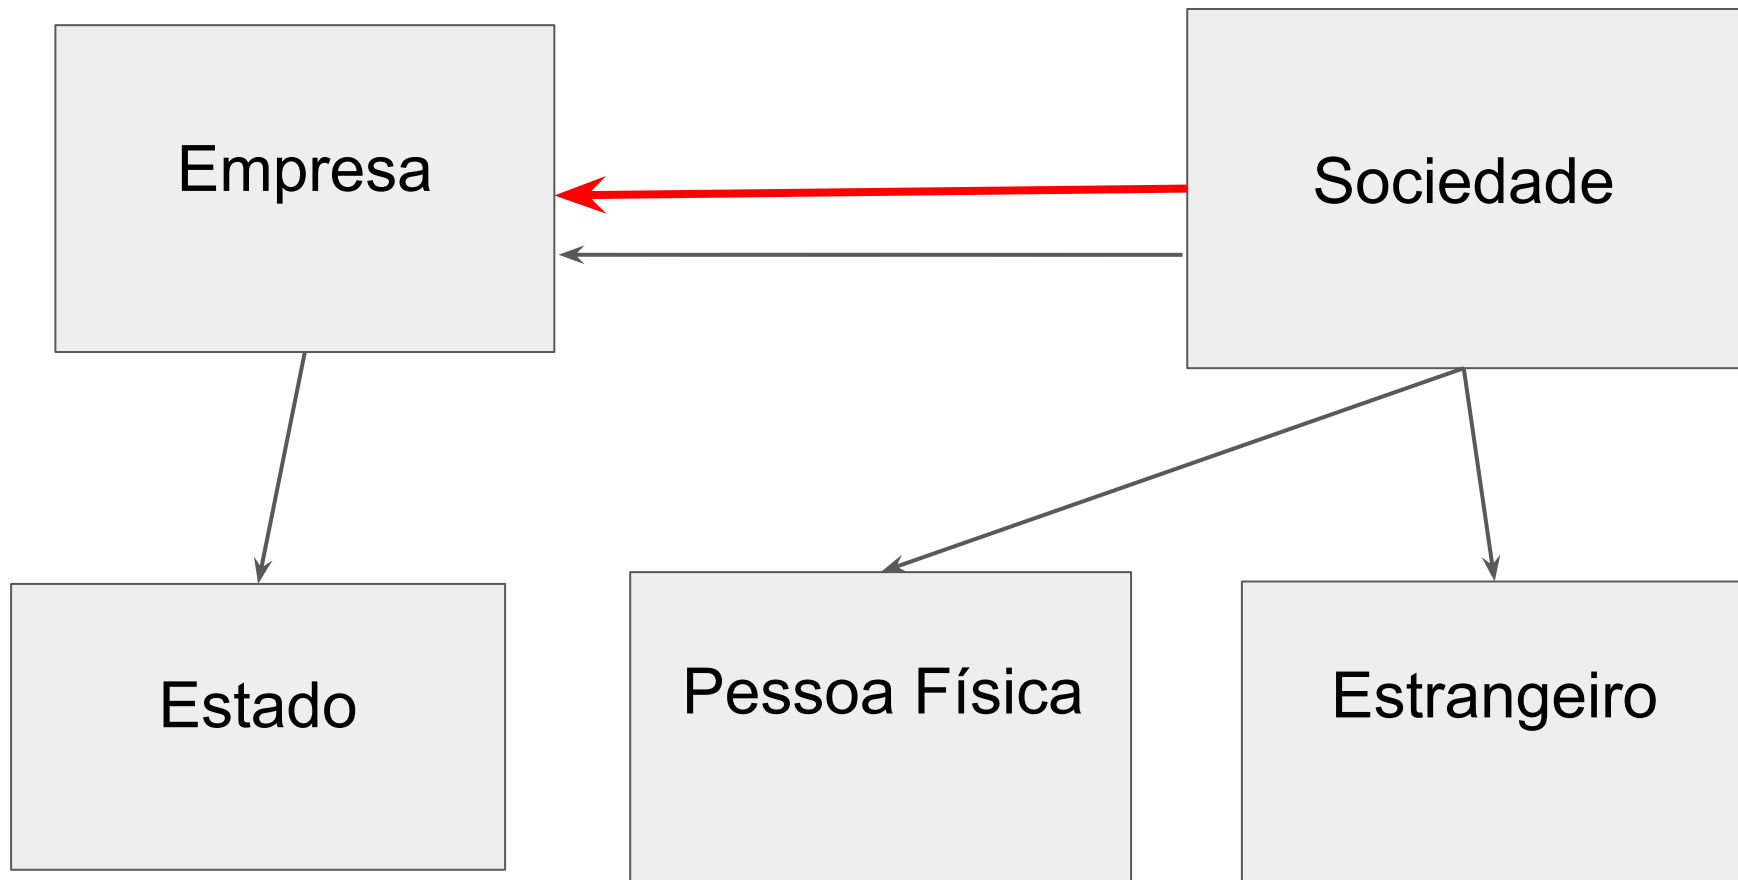 Empresa
Sociedade
Estado
Pessoa Física
Estrangeiro